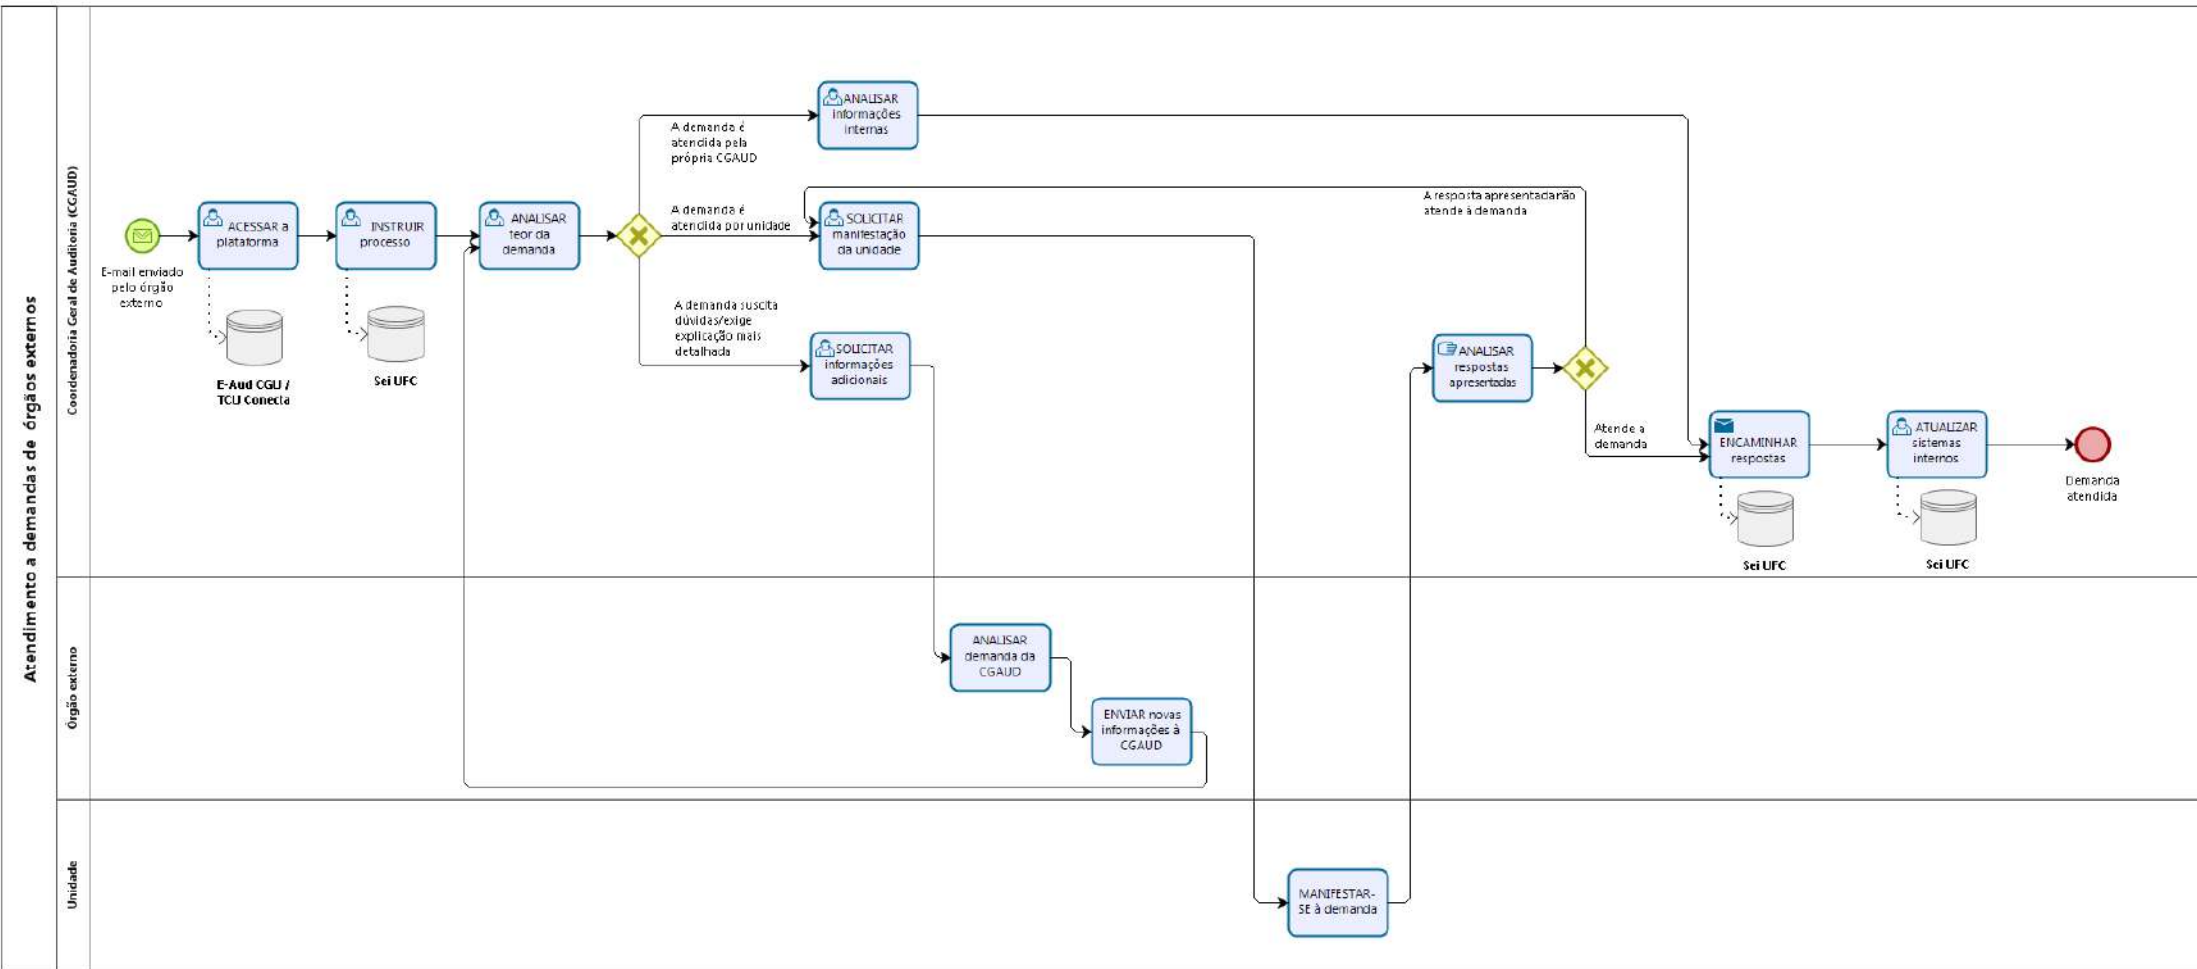 Atendimento a demandas de órgãos externos
Coordenadoria Geral de Auditoria (CGAUD)
E-mail enviado
pelo órgão
externo
ACESSAR a
plataforma
E-Aud CGU /
TCU Conecta
INSTRUIR
processo
Sei UFC
ANALISAR
teor da
demanda
A demanda é
atendida pela
própria CGAUD
A demanda é
atendida por unidade
A demanda suscita
dúvidas/exige
explicação mais
detalhada
ANALISAR
informações
internas
SOLICITAR
manifestação
da unidade
SOLICITAR
informações
adicionais
A resposta apresentada não
atende à demanda
ANALISAR
respostas
apresentadas
Atende a
demanda
ENCAMINHAR
respostas
Sei UFC
ATUALIZAR
sistemas
internos
Sei UFC
Demanda
atendida
Órgão externo
ANALISAR
demanda da
CGAUD
ENVIAR novas
informações à
CGAUD
Unidade
MANIFESTAR-
SE à demanda